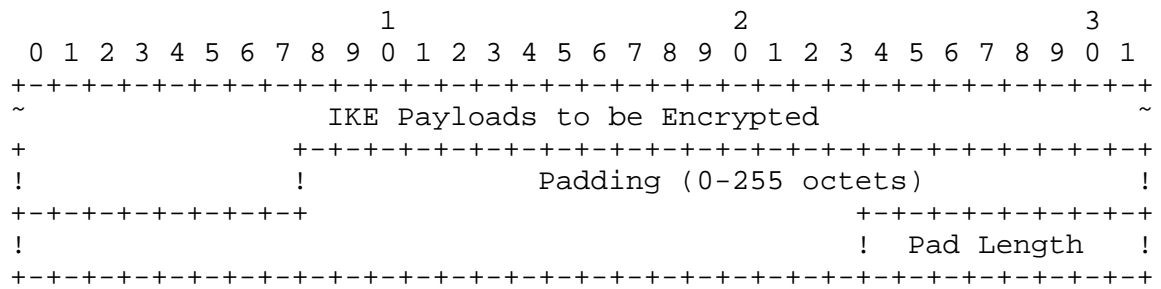 1                   2                   3
 0 1 2 3 4 5 6 7 8 9 0 1 2 3 4 5 6 7 8 9 0 1 2 3 4 5 6 7 8 9 0 1
+-+-+-+-+-+-+-+-+-+-+-+-+-+-+-+-+-+-+-+-+-+-+-+-+-+-+-+-+-+-+-+-+
~                 IKE Payloads to be Encrypted                  ~
+               +-+-+-+-+-+-+-+-+-+-+-+-+-+-+-+-+-+-+-+-+-+-+-+-+
!               !             Padding (0-255 octets)            !
+-+-+-+-+-+-+-+-+                               +-+-+-+-+-+-+-+-+
!                                               !  Pad Length   !
+-+-+-+-+-+-+-+-+-+-+-+-+-+-+-+-+-+-+-+-+-+-+-+-+-+-+-+-+-+-+-+-+